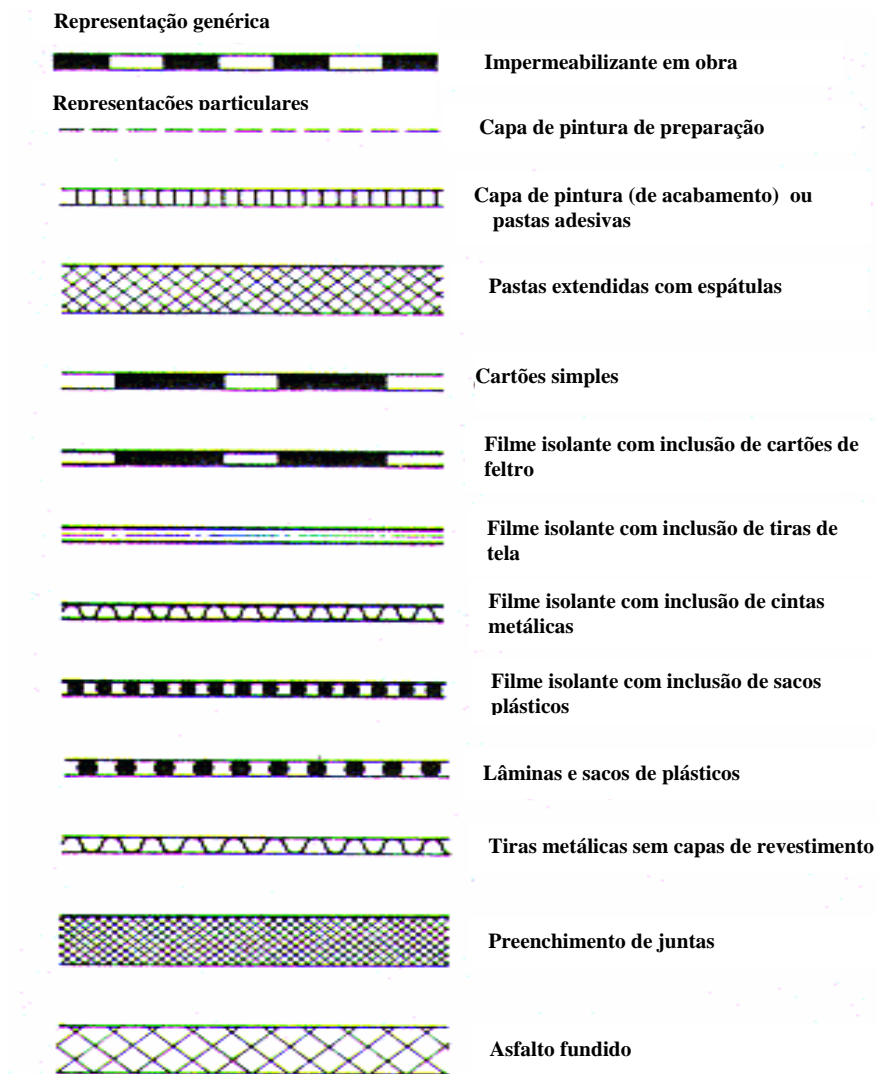 Representação genérica
Impermeabilizante em obra
Representações particulares
Capa de pintura de preparação
Capa de pintura (de acabamento) ou
pastas adesivas
Pastas extendidas com espátulas
Cartões simples
Filme isolante com inclusão de cartões de
feltro
Filme isolante com inclusão de tiras de
tela
Filme isolante com inclusão de cintas
metálicas
Filme isolante com inclusão de sacos
plásticos
Lâminas e sacos de plásticos
Tiras metálicas sem capas de revestimento
Preenchimento de juntas
Asfalto fundido